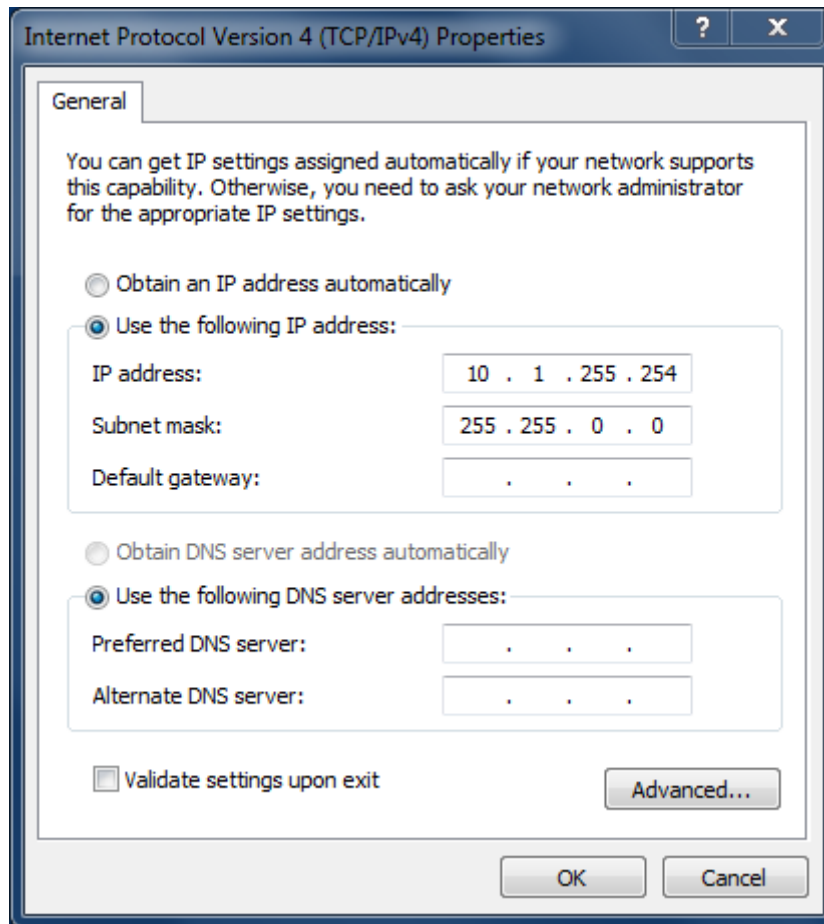 Internet Protocol Version 4 (TCP/IPv4) Properties
?
X
General
You can get IP settings assigned automatically if your network supports
this capability. Otherwise, you need to ask your network administrator
for the appropriate IP settings.
Obtain an IP address automatically
Use the following IP address:
IP address: 10 . 1 . 255 . 254
Subnet mask: 255 . 255 . 0 . 0
Default gateway: . . .
Obtain DNS server address automatically
Use the following DNS server addresses:
Preferred DNS server: . . .
Alternate DNS server: . . .
Validate settings upon exit
Advanced...
OK Cancel